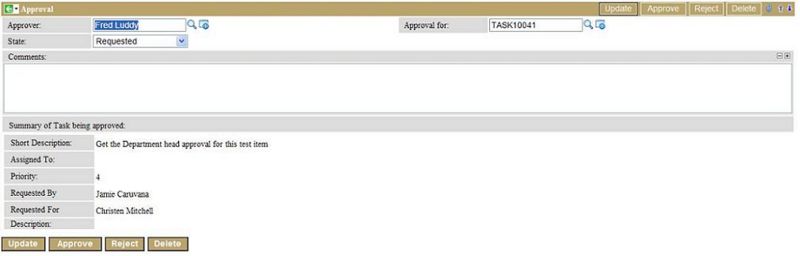 Approval Update Approve Reject Delete
Approver: Fred Luddy Approval for: TASK10041
State: Requested
Comments:
Summary of Task being approved:
Short Description: Get the Department head approval for this test item
Assigned To:
Priority: 4
Requested By Jamie Caruvana
Requested For Christen Mitchell
Description:
Update Approve Reject Delete